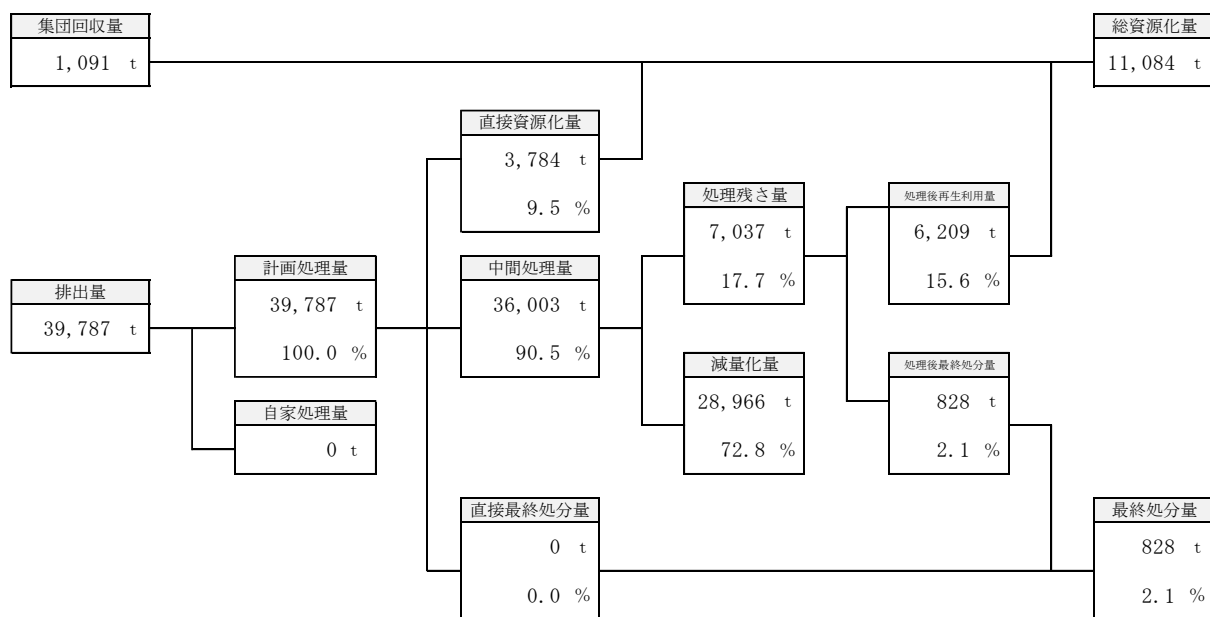 集団回収量
1,091 t
総資源化量
11,084 t
直接資源化量
3,784 t
9.5 %
処理残さ量
7,037 t
17.7 %
処理後再生利用量
6,209 t
15.6 %
排出量
39,787 t
計画処理量
39,787 t
100.0 %
中間処理量
36,003 t
90.5 %
減量化量
28,966 t
72.8 %
処理後最終処分量
828 t
2.1 %
自家処理量
0 t
直接最終処分量
0 t
0.0 %
最終処分量
828 t
2.1 %